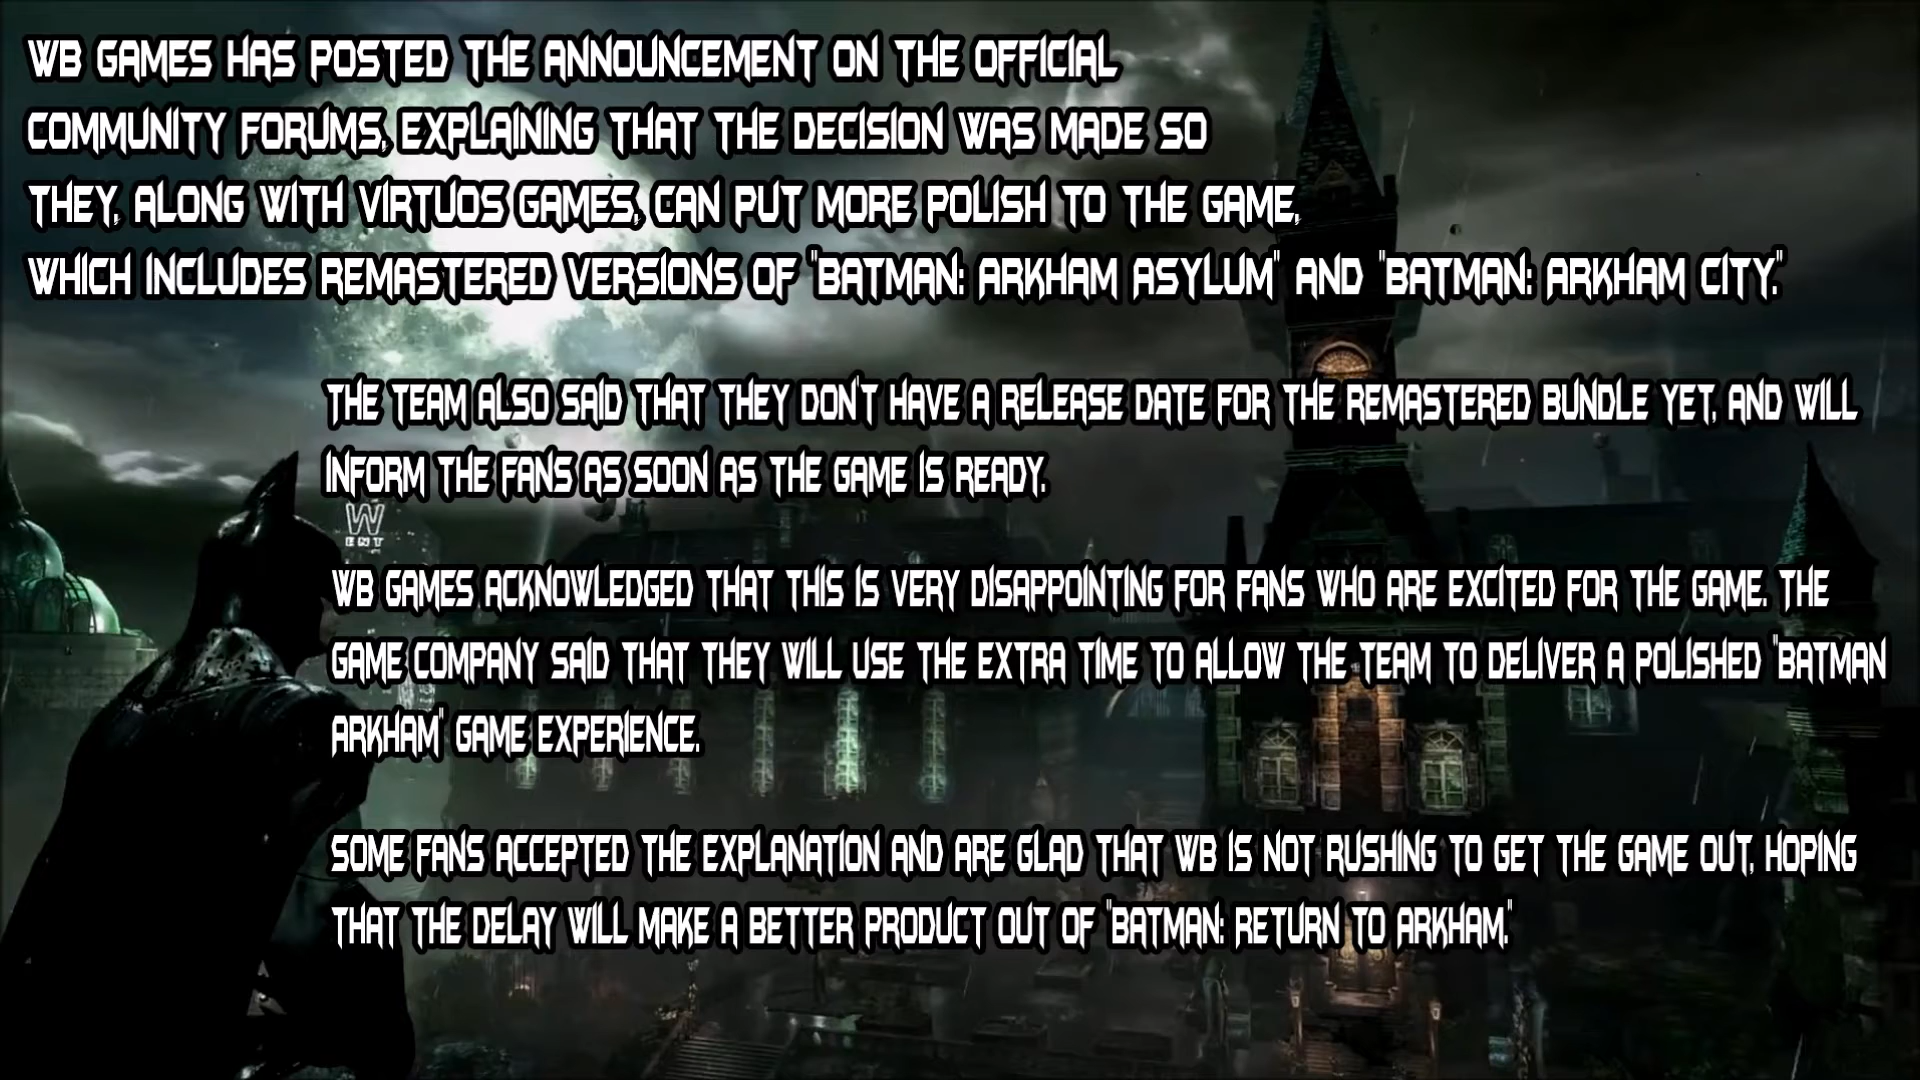 WB GAMES HAS POSTED THE ANNOUNCEMENT ON THE OFFICIAL
COMMUNITY FORUMS, EXPLAINING THAT THE DECISION WAS MADE SO
THEY, ALONG WITH VIRTUOS GAMES, CAN PUT MORE POLISH TO THE GAME,
WHICH INCLUDES REMASTERED VERSIONS OF "BATMAN: ARKHAM ASYLUM" AND "BATMAN: ARKHAM CITY."
THE TEAM ALSO SAID THAT THEY DON'T HAVE A RELEASE DATE FOR THE REMASTERED BUNDLE YET, AND WILL
INFORM THE FANS AS SOON AS THE GAME IS READY.
W
ENT
WB GAMES ACKNOWLEDGED THAT THIS IS VERY DISAPPOINTING FOR FANS WHO ARE EXCITED FOR THE GAME. THE
GAME COMPANY SAID THAT THEY WILL USE THE EXTRA TIME TO ALLOW THE TEAM TO DELIVER A POLISHED "BATMAN
ARKHAM" GAME EXPERIENCE.
SOME FANS ACCEPTED THE EXPLANATION AND ARE GLAD THAT WB IS NOT RUSHING TO GET THE GAME OUT, HOPING
THAT THE DELAY WILL MAKE A BETTER PRODUCT OUT OF "BATMAN: RETURN TO ARKHAM."